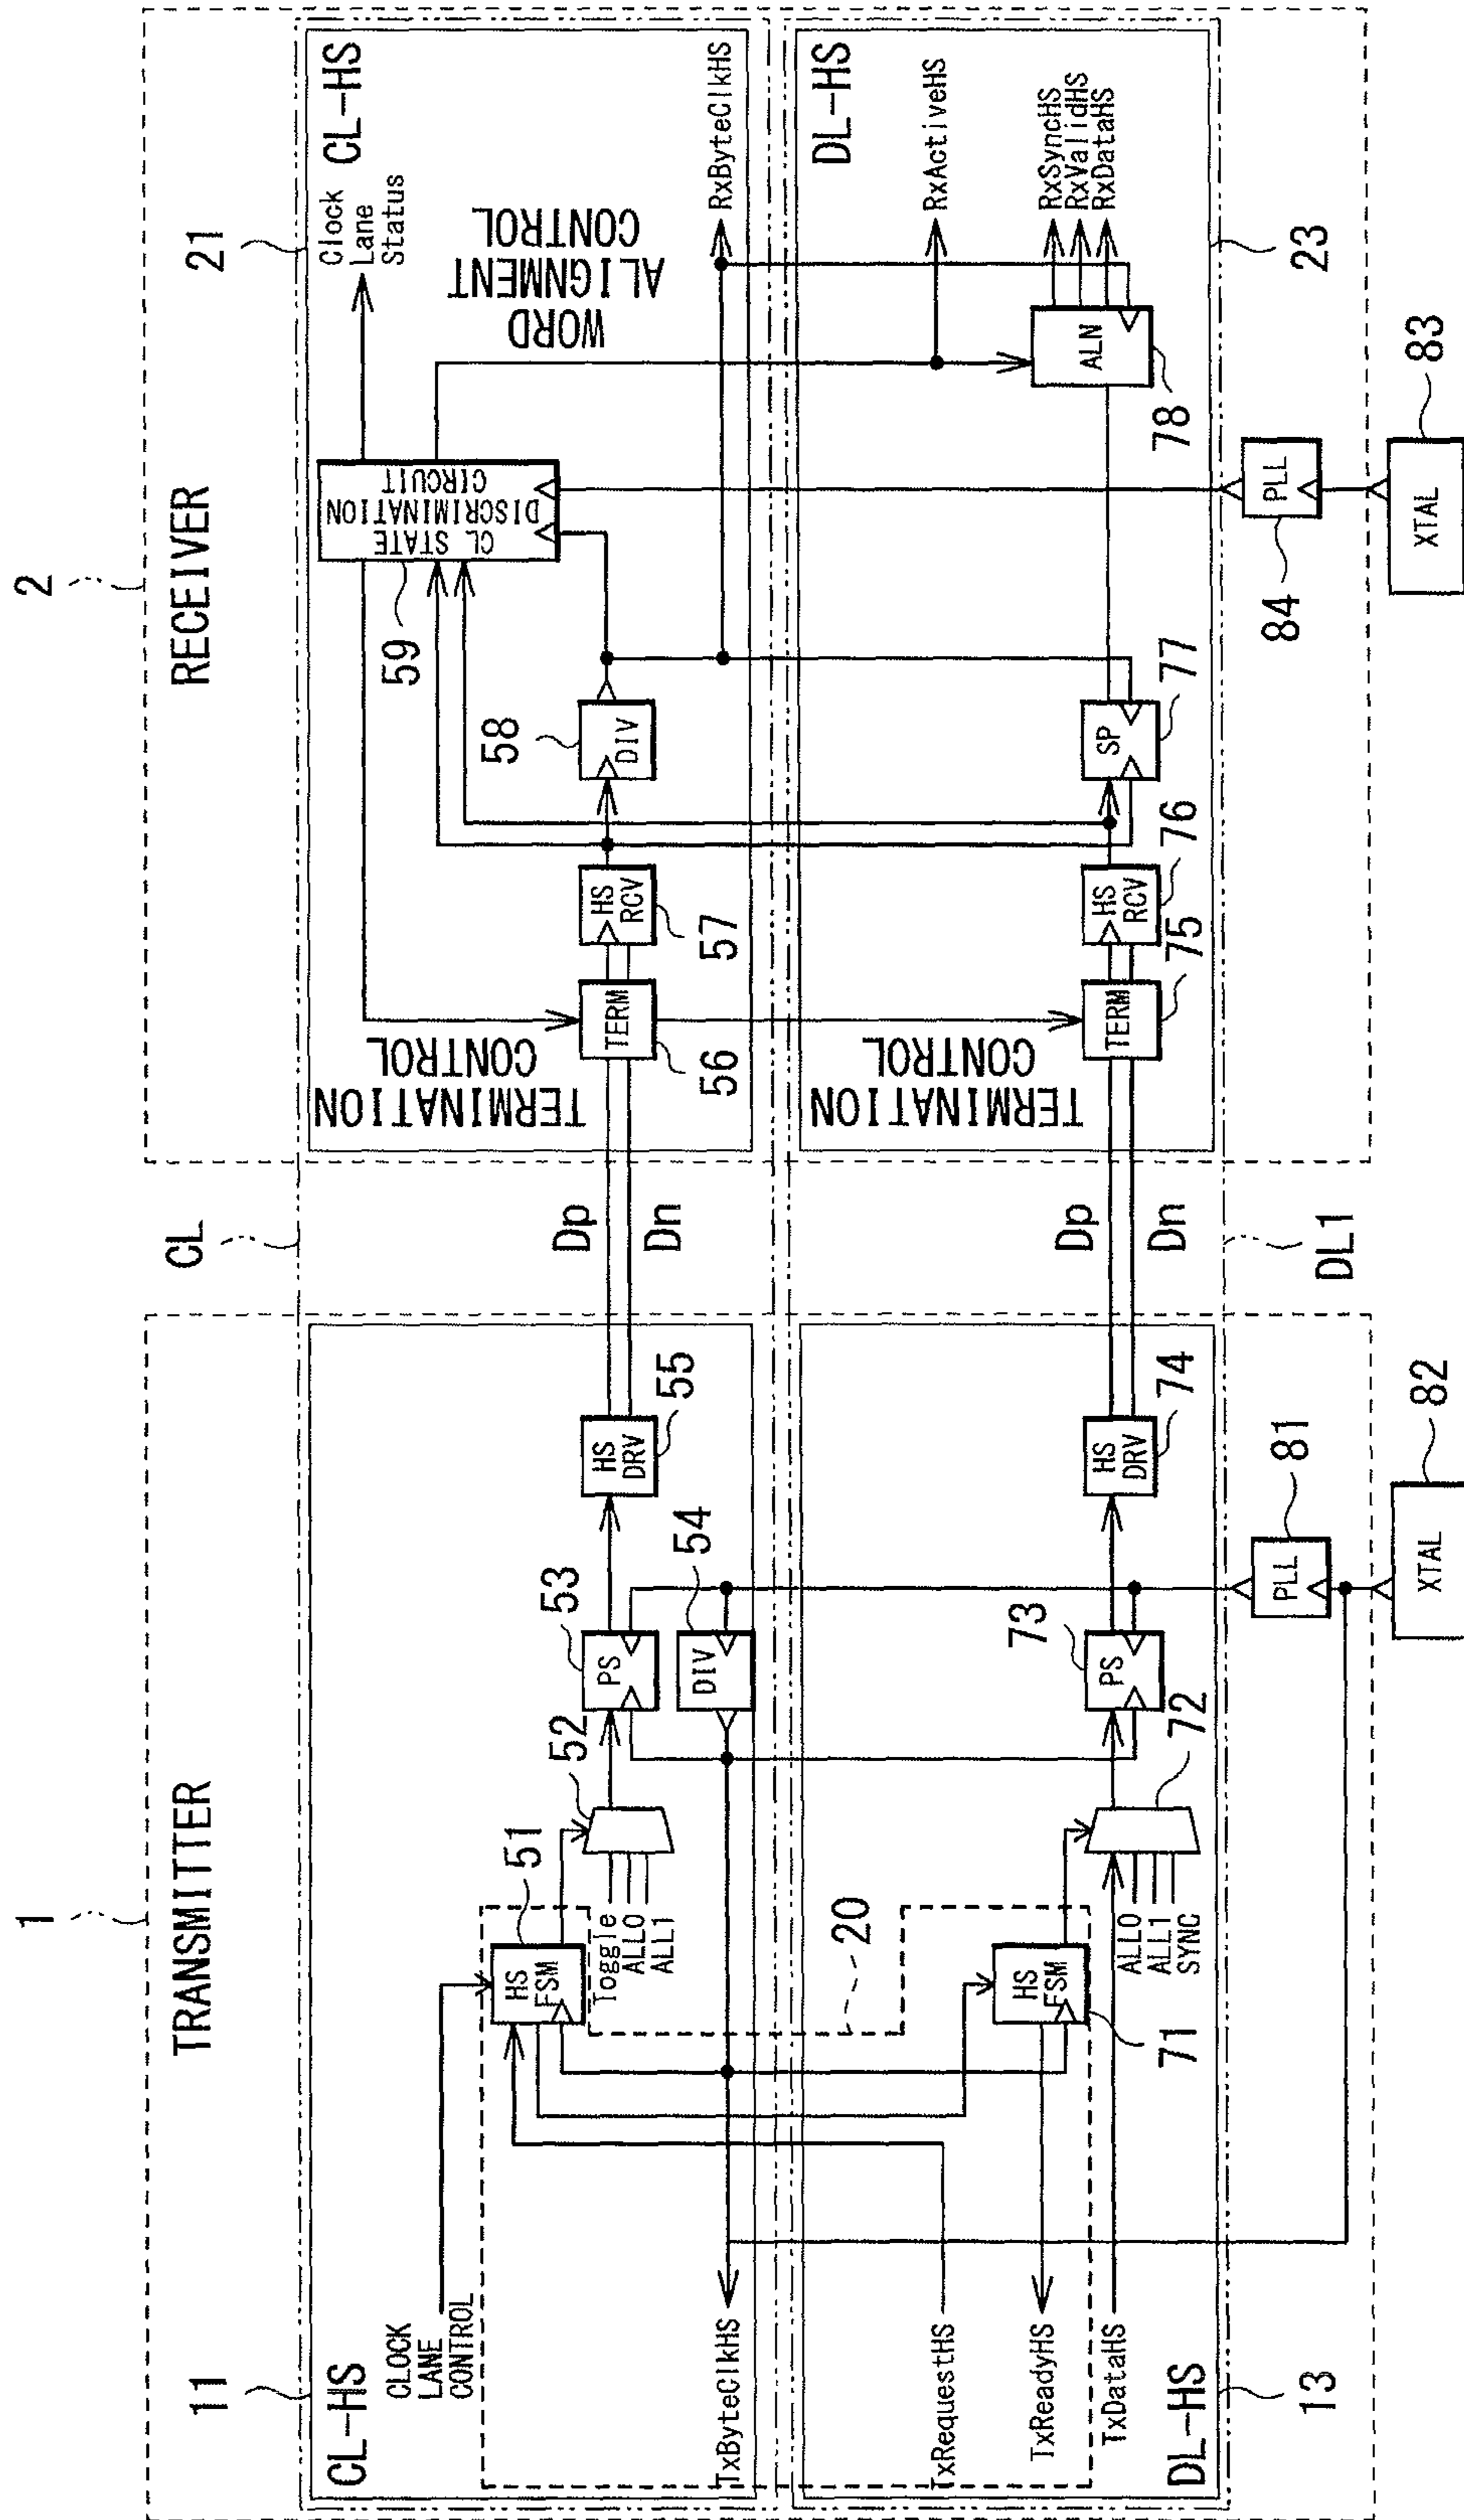 1
TRANSMITTER
11
CL-HS
CLOCK
LANE
CONTROL
51
HS
FSM
Toggle
ALL0
ALL1
52
53
PS
54
DIV
55
HS
DRV
TxByteClkHS
20
TxRequestHS
TxReadyHS
TxDataHS
DL-HS
13
HS
FSM
71
ALL0
ALL1
SYNC
72
73
PS
74
HS
DRV
81
PLL
82
XTAL
CL
Dp
Dn
Dp
Dn
DL1
2
RECEIVER
21
CL-HS
TERMINATION
CONTROL
TERM
56
HS
RCV
57
58
DIV
59
CL STATE
DISCRIMINATION
CIRCUIT
Clock
Lane
Status
WORD
ALIGNMENT
CONTROL
RxByteClkHS
DL-HS
TERMINATION
CONTROL
TERM
75
HS
RCV
76
SP
77
ALN
78
RxActiveHS
RxSyncHS
RxValidHS
RxDataHS
23
84
PLL
83
XTAL